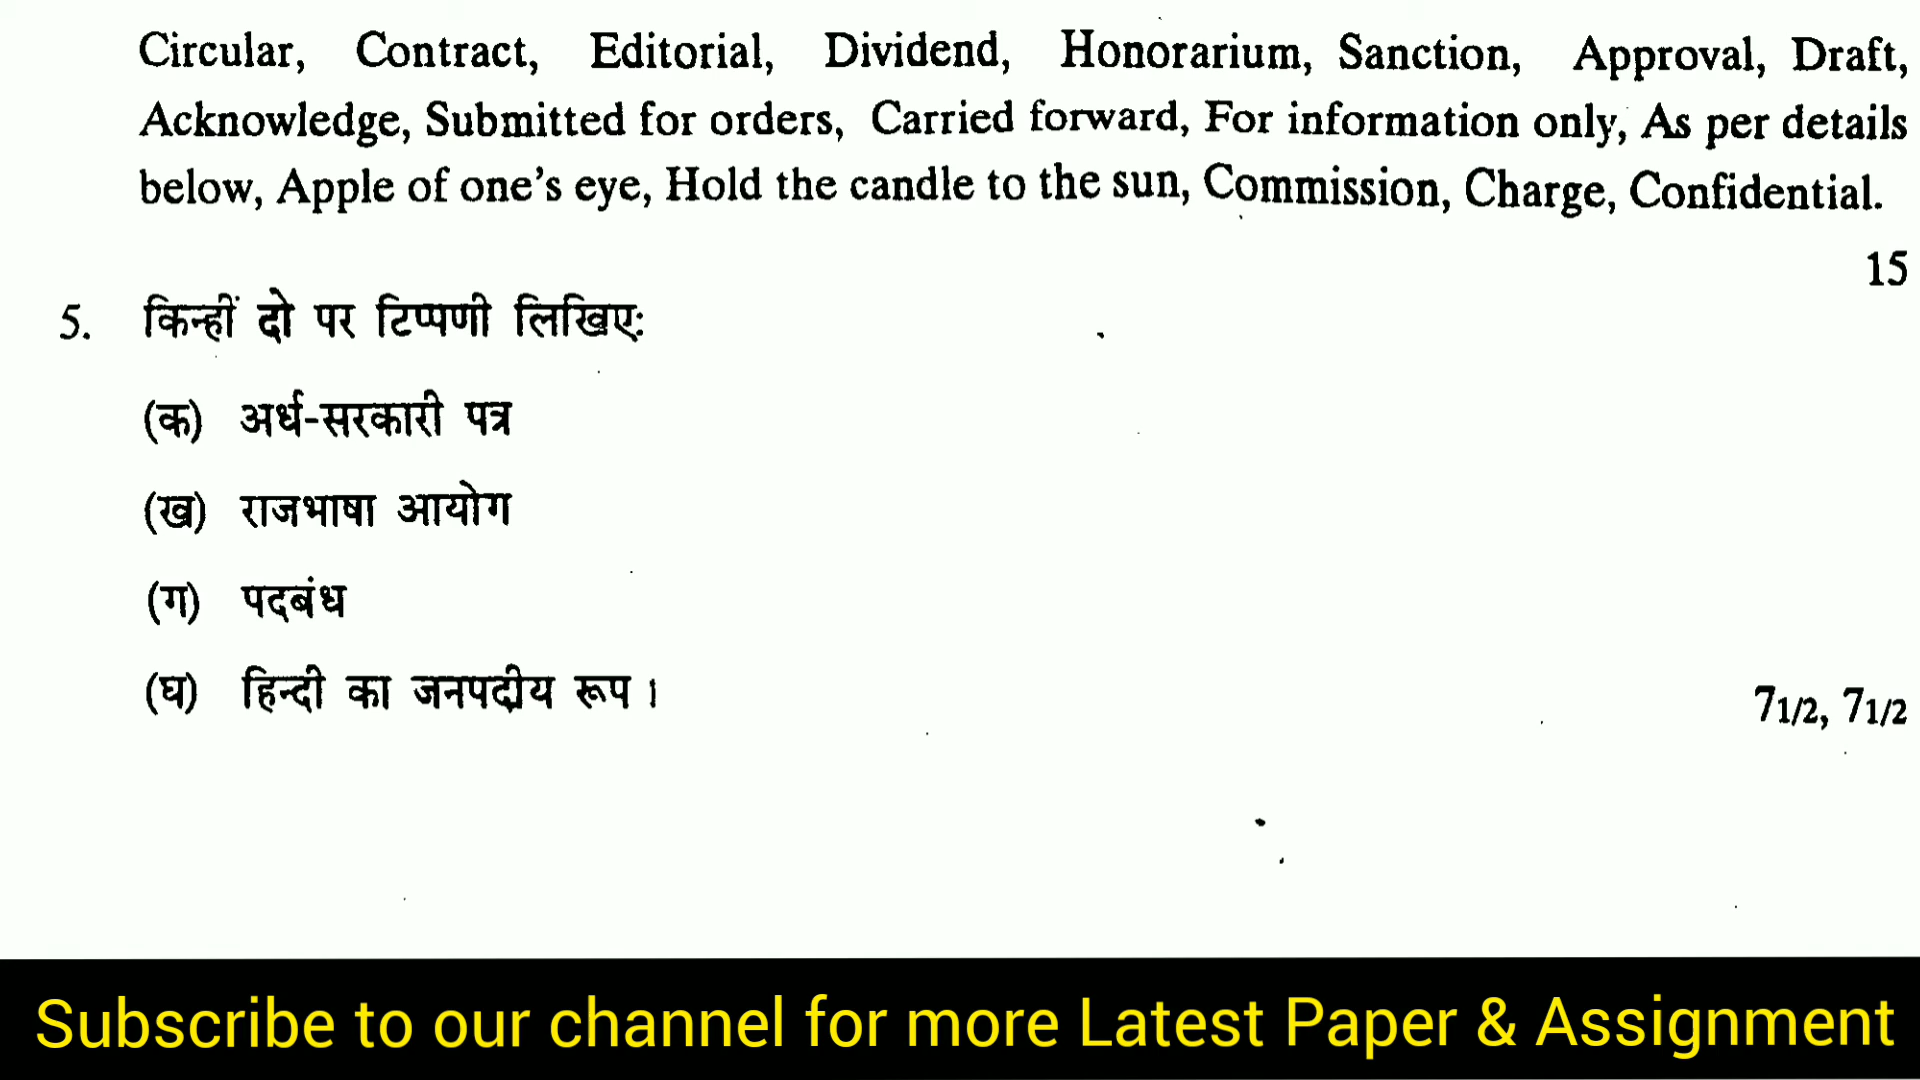 Circular, Contract, Editorial, Dividend, Honorarium, Sanction, Approval, Draft,
Acknowledge, Submitted for orders, Carried forward, For information only, As per details
below, Apple of one's eye, Hold the candle to the sun, Commission, Charge, Confidential.
15
5. किन्हीं दो पर टिप्पणी लिखिए:
(क) अर्ध-सरकारी पत्र
(ख) राजभाषा आयोग
(ग) पदबंध
(घ) हिन्दी का जनपदीय रूप ।
71/2, 71/2
Subscribe to our channel for more Latest Paper & Assignment